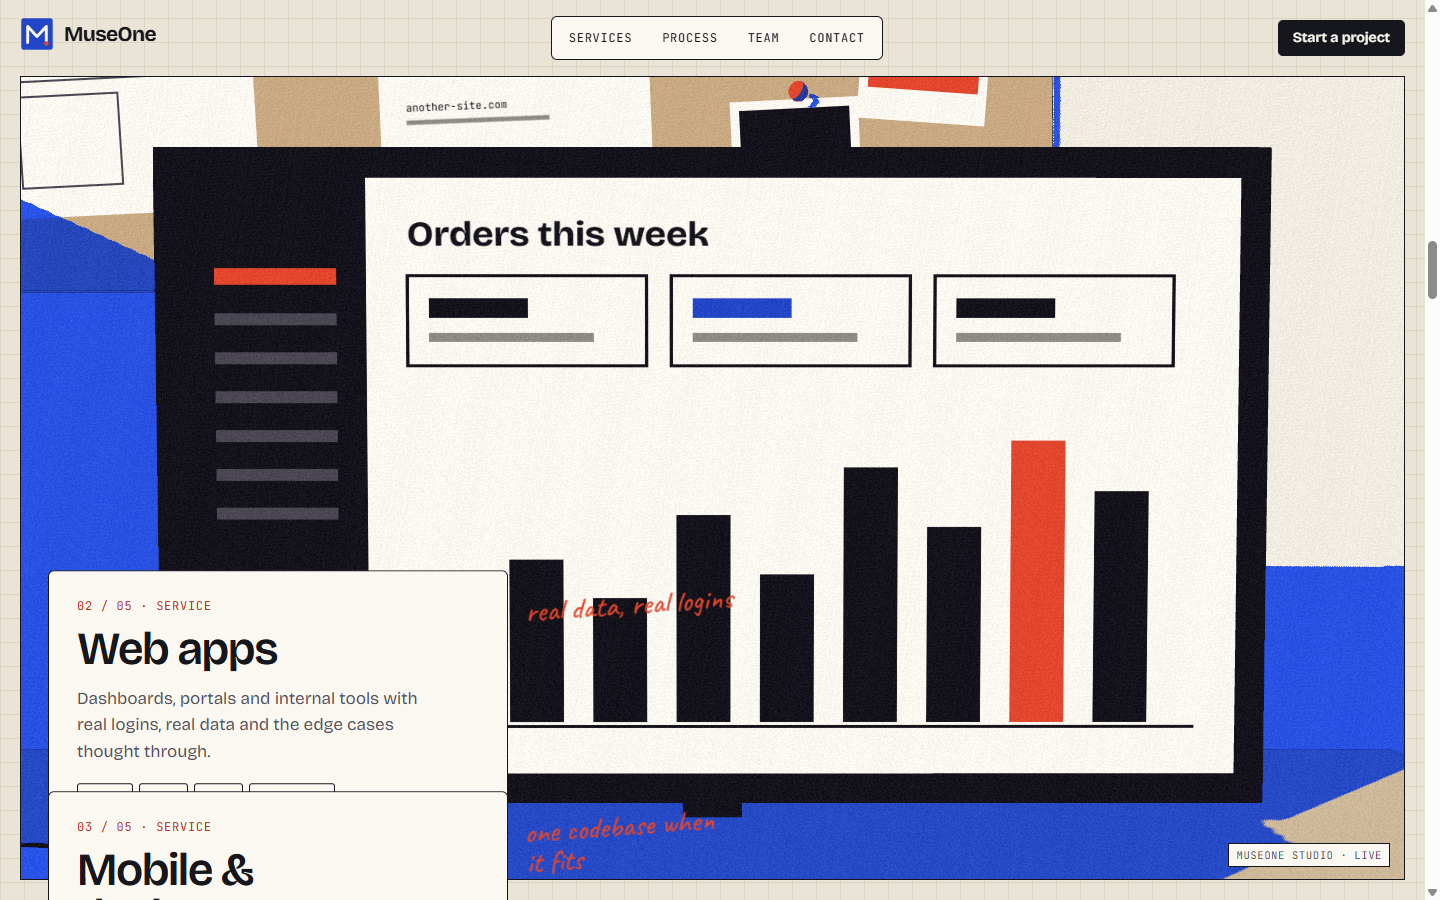 MuseOne
SERVICES
PROCESS
TEAM
CONTACT
Start a project
another-site.com
Orders this week
real data, real logins
02 / 05 · SERVICE
Web apps
Dashboards, portals and internal tools with
real logins, real data and the edge cases
thought through.
one codebase when
it fits
03 / 05 · SERVICE
Mobile &
MUSEONE STUDIO · LIVE